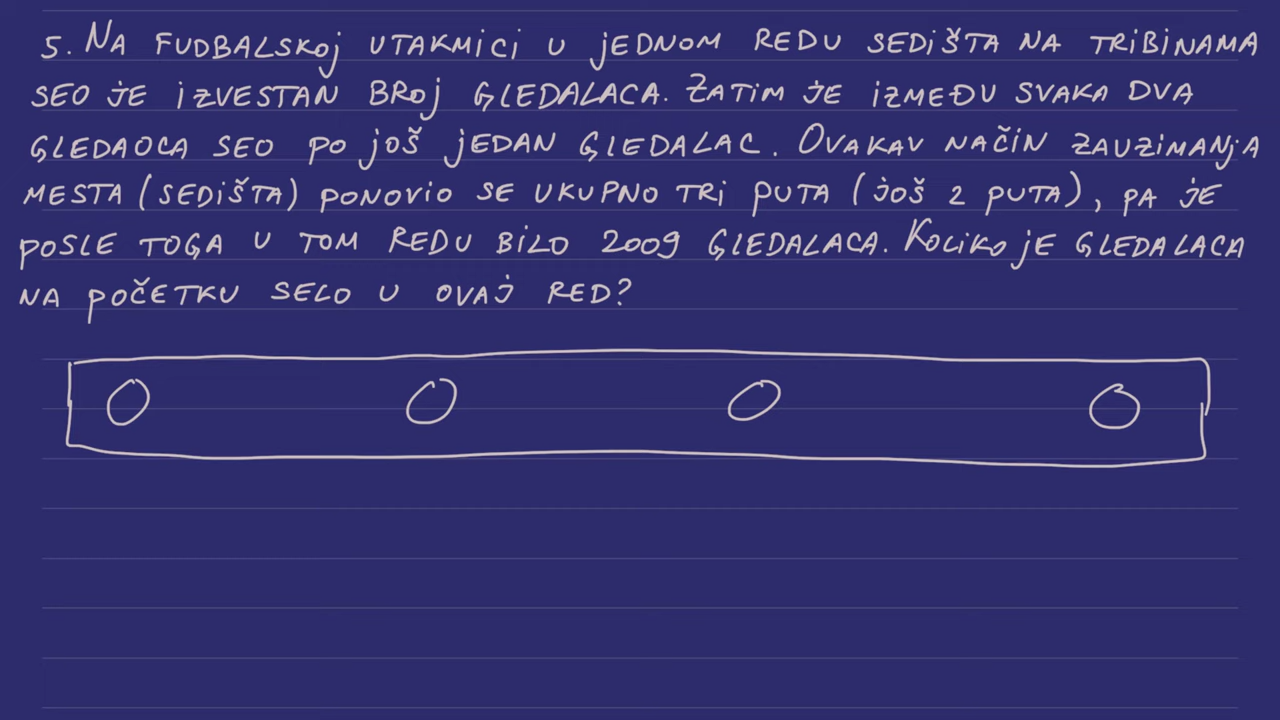 5. NA FUDBALSKOJ UTAKMICI U JEDNOM REDU SEDIŠTA NA TRIBINAMA
SEO JE IZVESTAN BROJ GLEDALACA. ZATIM JE IZMEĐU SVAKA DVA
GLEDAOCA SEO PO JOŠ JEDAN GLEDALAC. OVAKAV NAČIN ZAUZIMANJA
MESTA (SEDIŠTA) PONOVIO SE UKUPNO TRI PUTA (JOŠ 2 PUTA), PA JE
POSLE TOGA U TOM REDU BILO 2009 GLEDALACA. KOLIKO JE GLEDALACA
NA POČETKU SELO U OVAJ RED?